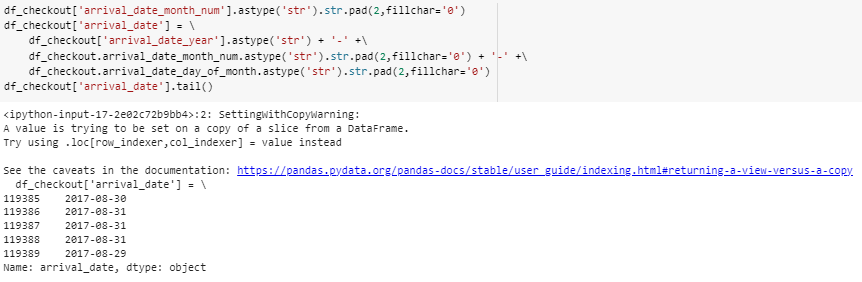 df_checkout['arrival_date_month_num'].astype('str').str.pad(2,fillchar='0')
df_checkout['arrival_date'] = \
    df_checkout['arrival_date_year'].astype('str') + '-' +\
    df_checkout.arrival_date_month_num.astype('str').str.pad(2,fillchar='0') + '-' +\
    df_checkout.arrival_date_day_of_month.astype('str').str.pad(2,fillchar='0')
df_checkout['arrival_date'].tail()
<ipython-input-17-2e02c72b9bb4>:2: SettingWithCopyWarning:
A value is trying to be set on a copy of a slice from a DataFrame.
Try using .loc[row_indexer,col_indexer] = value instead
See the caveats in the documentation: https://pandas.pydata.org/pandas-docs/stable/user_guide/indexing.html#returning-a-view-versus-a-copy
  df_checkout['arrival_date'] = \
119385    2017-08-30
119386    2017-08-31
119387    2017-08-31
119388    2017-08-31
119389    2017-08-29
Name: arrival_date, dtype: object